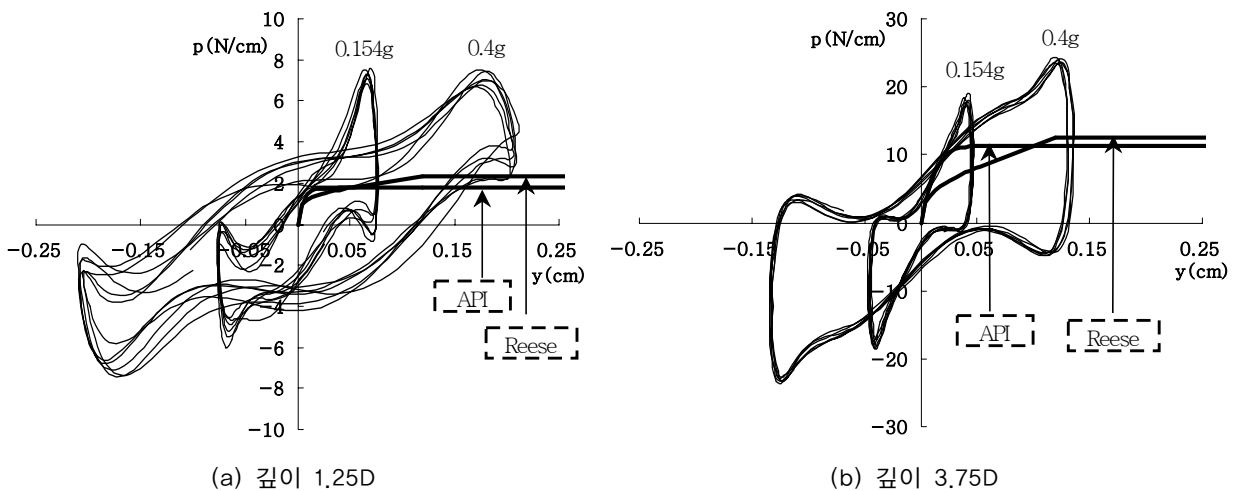 10
p (N/cm)
8
0.154g
0.4g
6
4
2
0
-0.25
-0.15
-0.05
0.05
0.15
0.25
y (cm)
-2
-4
-6
-8
-10
API
Reese
(a) 깊이 1.25D
30
p (N/cm)
20
0.154g
0.4g
10
0
-0.25
-0.15
-0.05
0.05
0.15
0.25
y (cm)
-10
-20
-30
API
Reese
(b) 깊이 3.75D